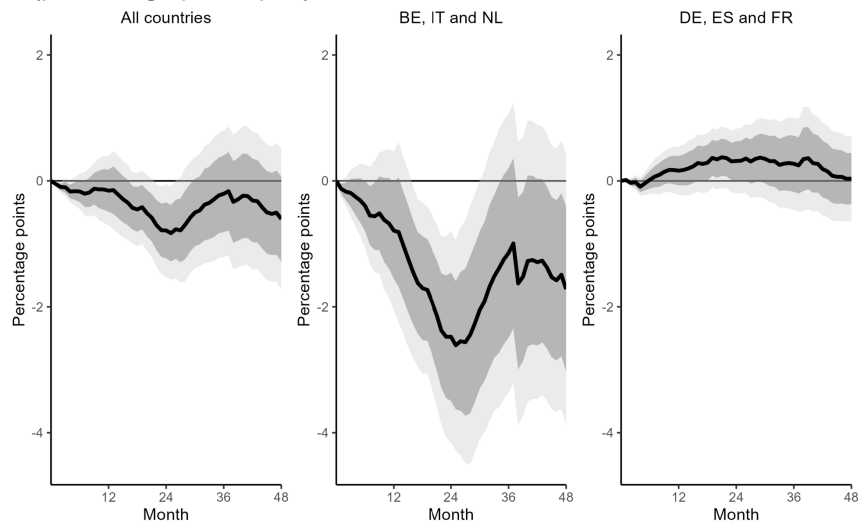 All countries
BE, IT and NL
DE, ES and FR
Percentage points
2
0
-2
-4
12
24
36
48
Month
Percentage points
2
0
-2
-4
12
24
36
48
Month
Percentage points
2
0
-2
-4
12
24
36
48
Month